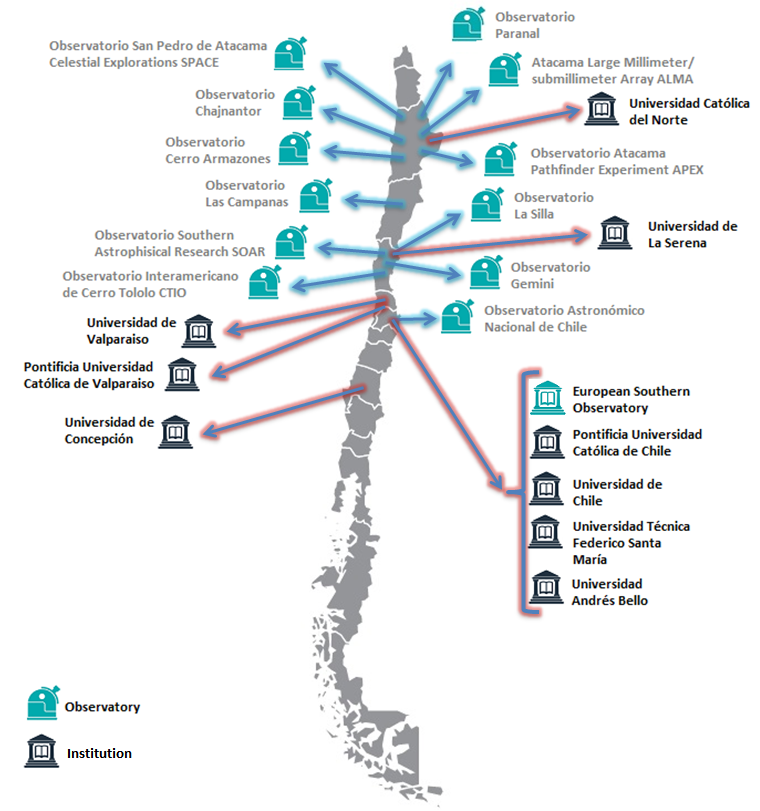 Observatorio
Paranal
Observatorio San Pedro de Atacama
Celestial Explorations SPACE
Atacama Large Millimeter/
submillimeter Array ALMA
Observatorio
Chajnantor
Universidad Católica
del Norte
Observatorio
Cerro Armazones
Observatorio Atacama
Pathfinder Experiment APEX
Observatorio
Las Campanas
Observatorio
La Silla
Universidad de
La Serena
Observatorio Southern
Astrophisical Research SOAR
Observatorio
Gemini
Observatorio Interamericano
de Cerro Tololo CTIO
Observatorio Astronómico
Nacional de Chile
Universidad de
Valparaiso
Pontificia Universidad
Católica de Valparaiso
Universidad de
Concepción
European Southern
Observatory
Pontificia Universidad
Católica de Chile
Universidad de
Chile
Universidad Técnica
Federico Santa
María
Universidad
Andrés Bello
Observatory
Institution